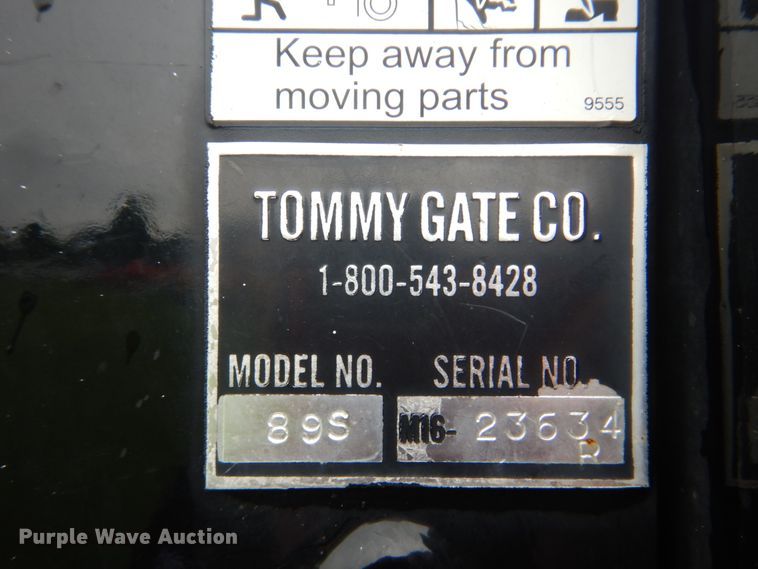 Keep away from
moving parts
9555
TOMMY GATE CO.
1-800-543-8428
MODEL NO. SERIAL NO.
89S M16- 23634
R
Purple Wave Auction